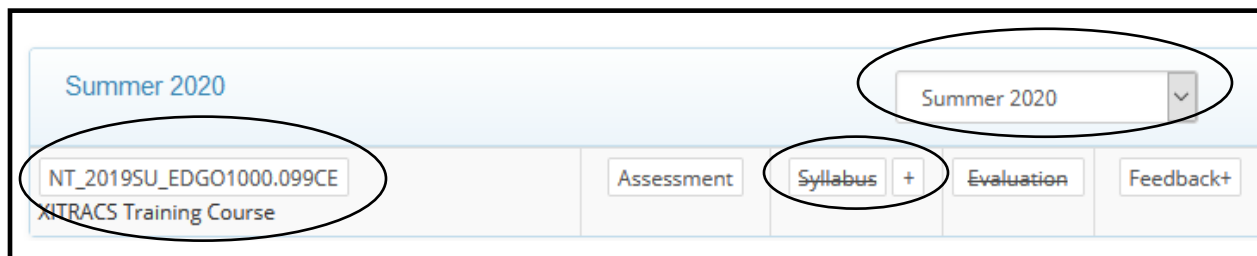 Summer 2020 Summer 2020
NT_2019SU_EDGO1000.099CE Assessment Syllabus + Evaluation Feedback+
XITRACS Training Course